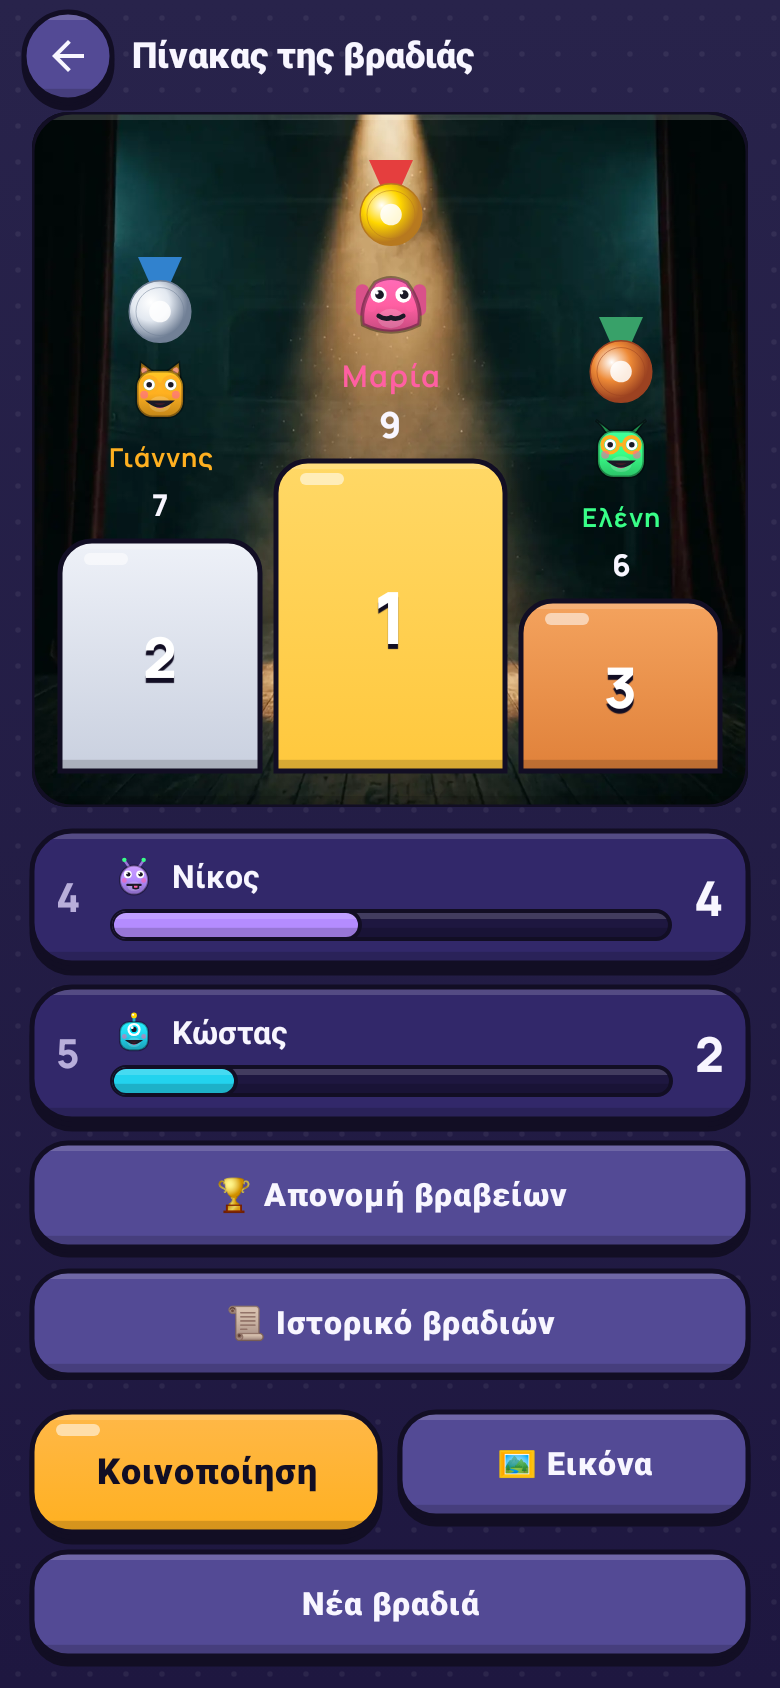 Πίνακας της βραδιάς
Μαρία
9
Γιάννης
7
Ελένη
6
1
2
3
4
Νίκος
4
5
Κώστας
2
🏆 Απονομή βραβείων
📜 Ιστορικό βραδιών
Κοινοποίηση
🖼️ Εικόνα
Νέα βραδιά